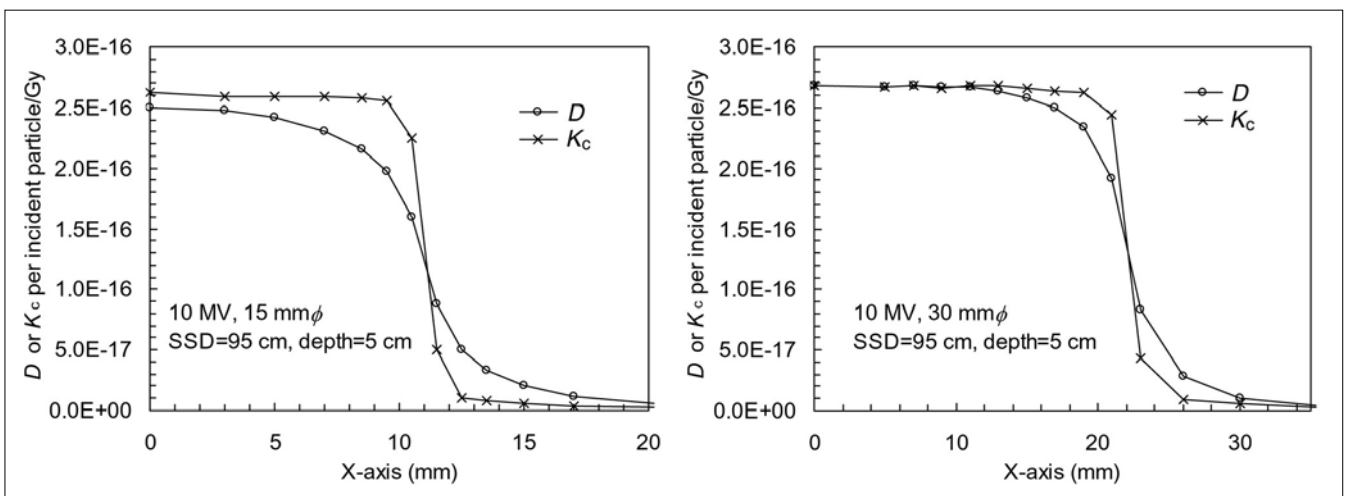 D or Kc per incident particle/Gy
3.0E-16
2.5E-16
2.0E-16
1.5E-16
1.0E-16
5.0E-17
0.0E+00
D
Kc
10 MV, 15 mmϕ
SSD=95 cm, depth=5 cm
0 5 10 15 20
X-axis (mm)
D or Kc per incident particle/Gy
3.0E-16
2.5E-16
2.0E-16
1.5E-16
1.0E-16
5.0E-17
0.0E+00
D
Kc
10 MV, 30 mmϕ
SSD=95 cm, depth=5 cm
0 10 20 30
X-axis (mm)